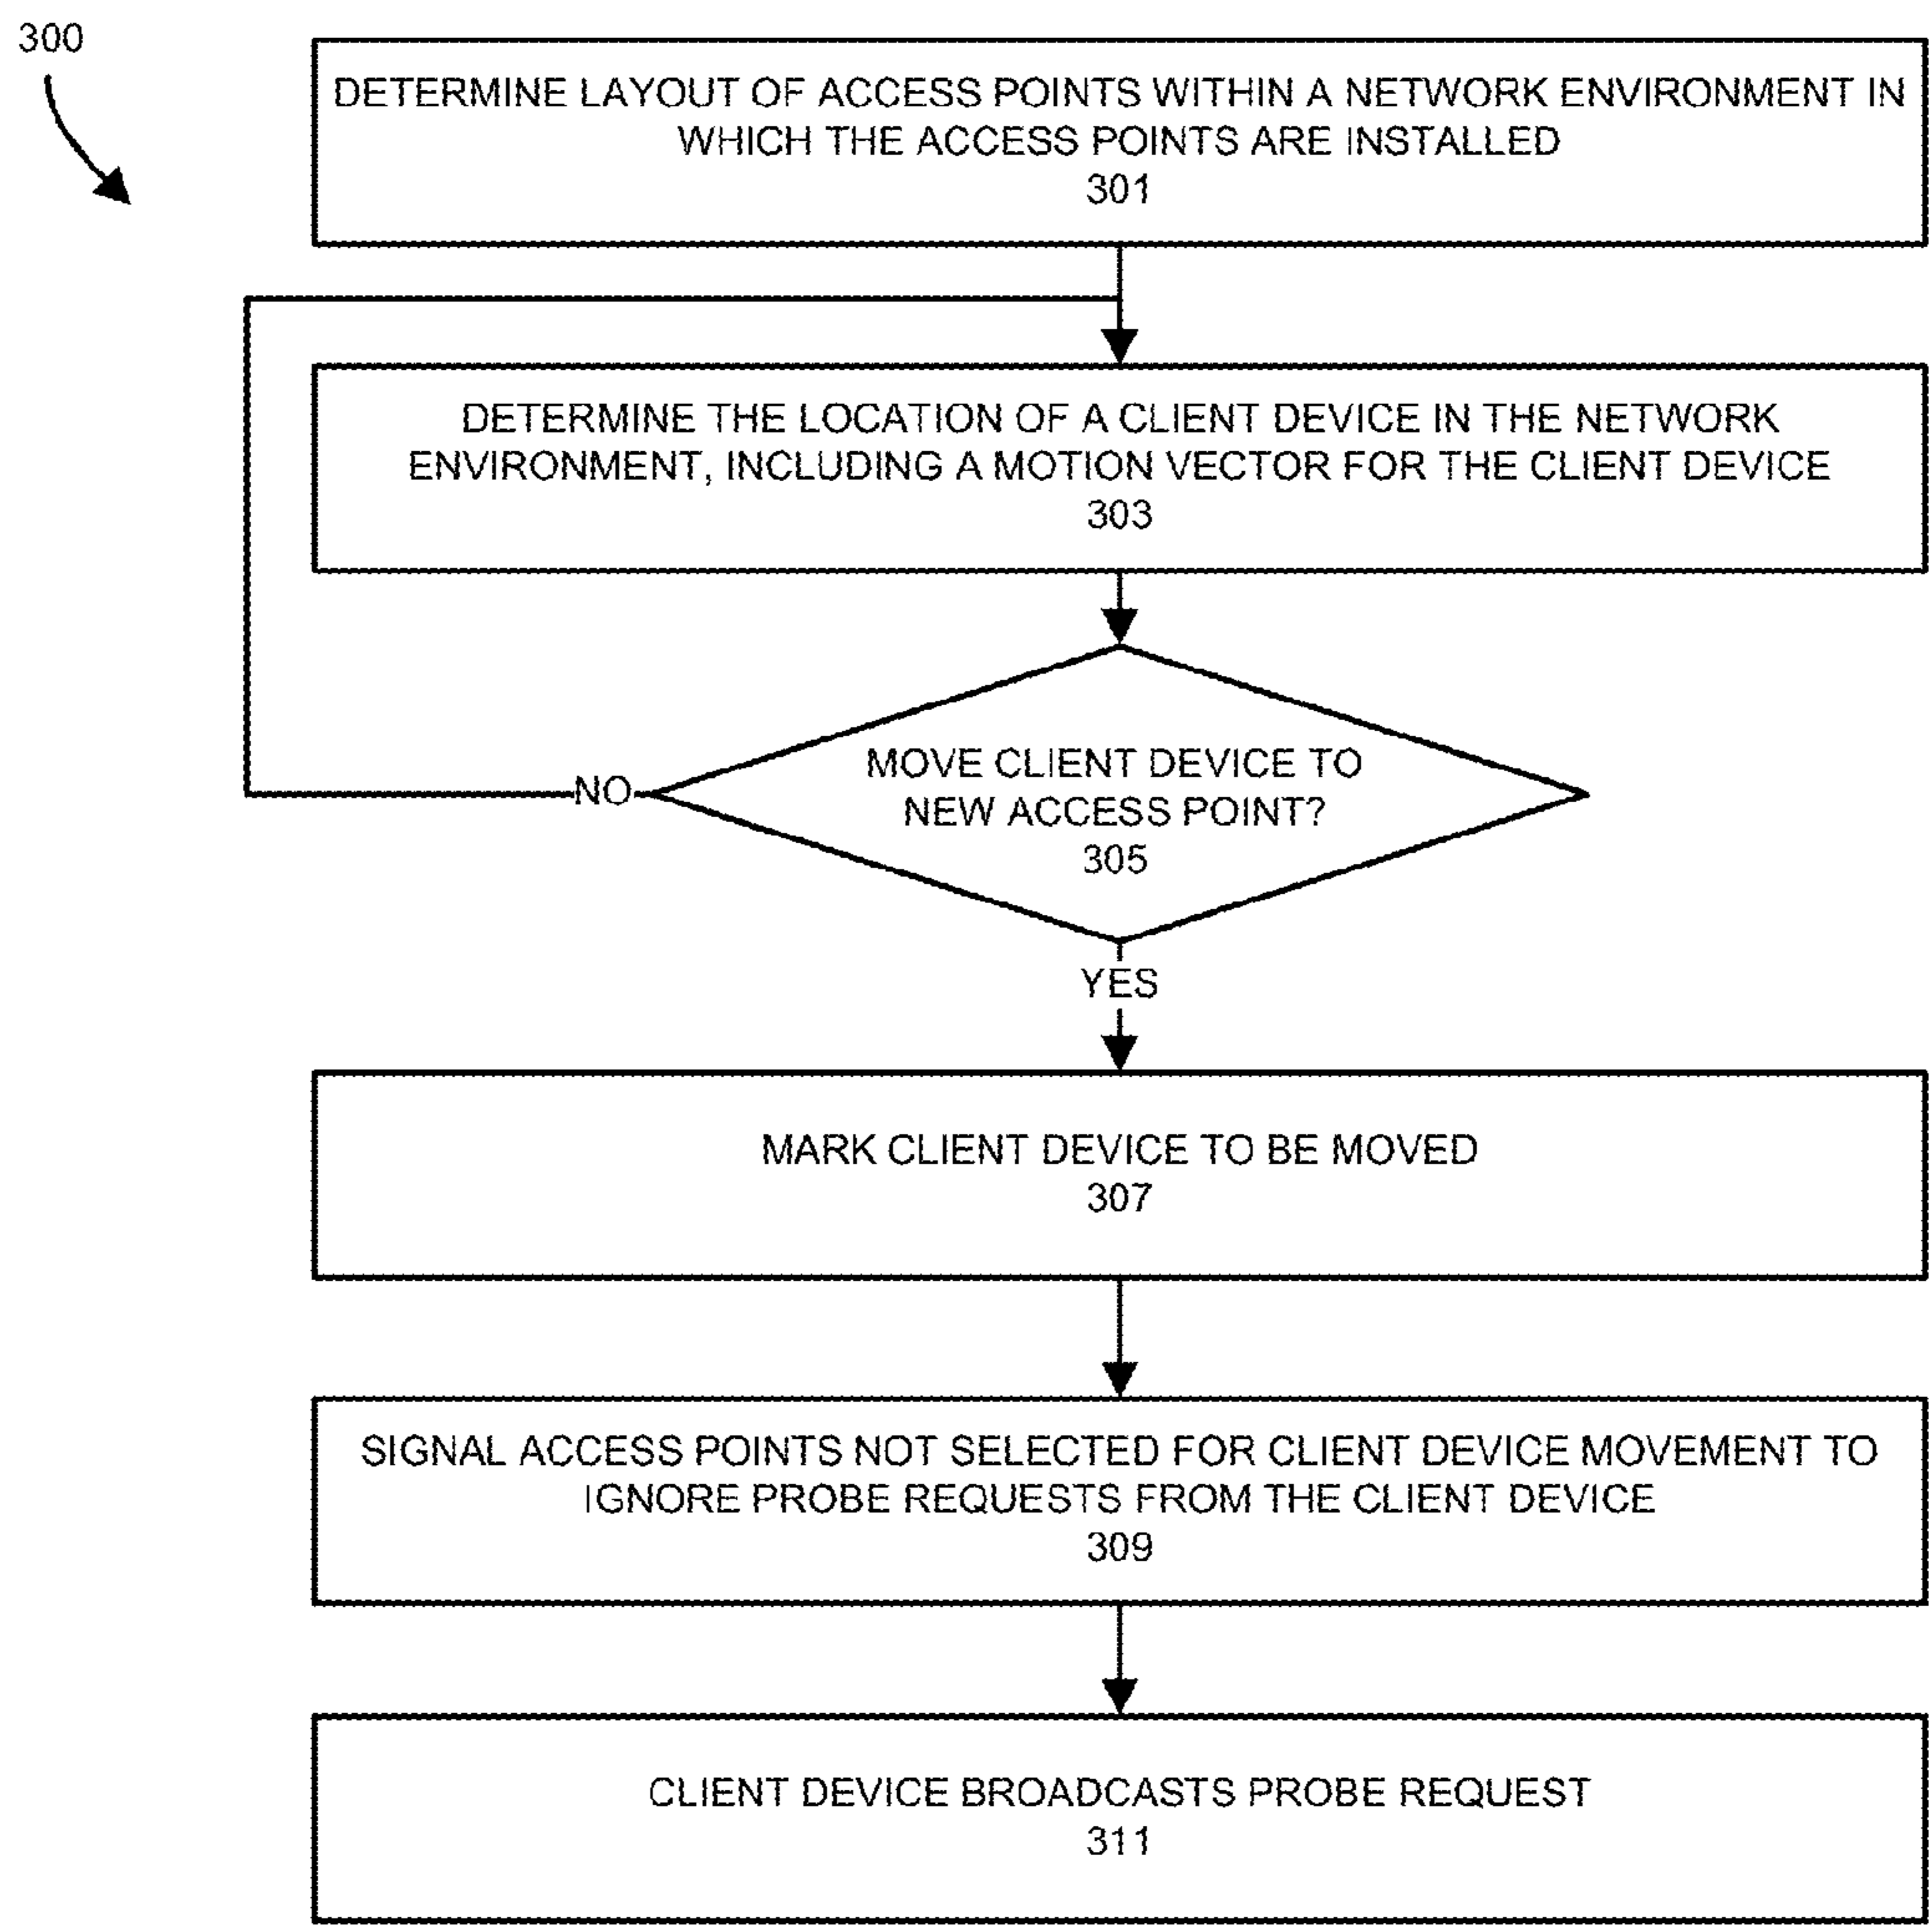 300
DETERMINE LAYOUT OF ACCESS POINTS WITHIN A NETWORK ENVIRONMENT IN
WHICH THE ACCESS POINTS ARE INSTALLED
301
DETERMINE THE LOCATION OF A CLIENT DEVICE IN THE NETWORK
ENVIRONMENT, INCLUDING A MOTION VECTOR FOR THE CLIENT DEVICE
303
MOVE CLIENT DEVICE TO
NEW ACCESS POINT?
305
NO
YES
MARK CLIENT DEVICE TO BE MOVED
307
SIGNAL ACCESS POINTS NOT SELECTED FOR CLIENT DEVICE MOVEMENT TO
IGNORE PROBE REQUESTS FROM THE CLIENT DEVICE
309
CLIENT DEVICE BROADCASTS PROBE REQUEST
311